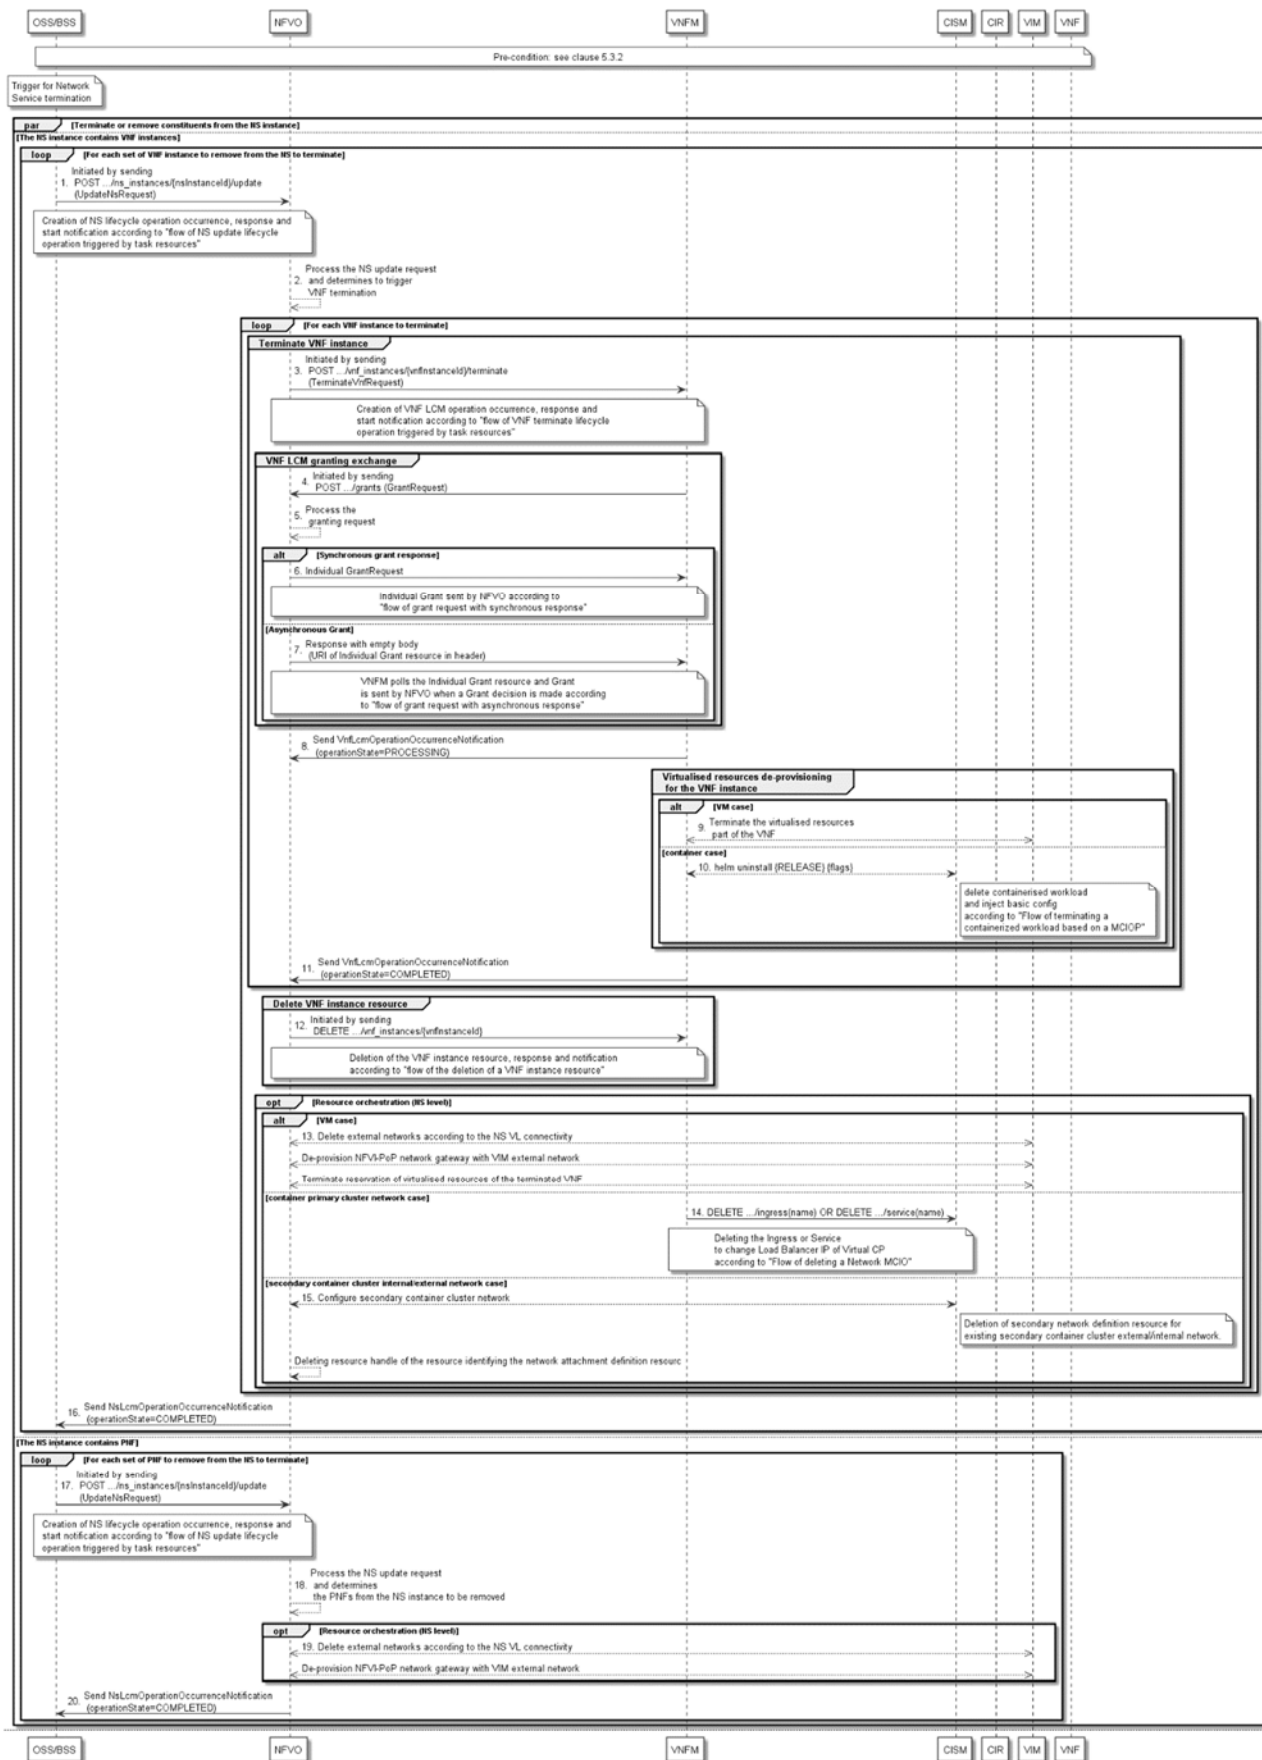 OSS/BSS NFVO VNFM CISM CIR VIM VNF
Pre-condition: see clause 5.3.2
Trigger for Network
Service termination
par [Terminate or remove constituents from the NS instance]
[The NS instance contains VNF instances]
loop [For each set of VNF instance to remove from the NS to terminate]
Initiated by sending
1. POST .../ns_instances/{nsInstanceId}/update
(UpdateNsRequest)
Creation of NS lifecycle operation occurrence, response and
start notification according to "flow of NS update lifecycle
operation triggered by task resources"
Process the NS update request
2. and determines to trigger
VNF termination
loop [For each VNF instance to terminate]
Terminate VNF instance
Initiated by sending
3. POST .../vnf_instances/{vnfInstanceId}/terminate
(TerminateVnfRequest)
Creation of VNF LCM operation occurrence, response and
start notification according to "flow of VNF terminate lifecycle
operation triggered by task resources"
VNF LCM granting exchange
4. Initiated by sending
POST .../grants (GrantRequest)
5. Process the
granting request
alt [Synchronous grant response]
6. Individual GrantRequest
Individual Grant sent by NFVO according to
"flow of grant request with synchronous response"
[Asynchronous Grant]
7. Response with empty body
(URI of Individual Grant resource in header)
VNFM polls the Individual Grant resource and Grant
is sent by NFVO when a Grant decision is made according
to "flow of grant request with asynchronous response"
8. Send VnfLcmOperationOccurrenceNotification
(operationState=PROCESSING)
Virtualised resources de-provisioning
for the VNF instance
alt [VM case]
9. Terminate the virtualised resources
part of the VNF
[container case]
10. helm uninstall (RELEASE) (flags)
delete containerised workload
and inject basic config
according to "Flow of terminating a
containerized workload based on a MCIOP"
11. Send VnfLcmOperationOccurrenceNotification
(operationState=COMPLETED)
Delete VNF instance resource
12. Initiated by sending
DELETE .../vnf_instances/{vnfInstanceId}
Deletion of the VNF instance resource, response and notification
according to "flow of the deletion of a VNF instance resource"
opt [Resource orchestration (NS level)]
alt [VM case]
13. Delete external networks according to the NS VL connectivity
De-provision NFVI-PoP network gateway with VIM external network
Terminate reservation of virtualised resources of the terminated VNF
[container primary cluster network case]
14. DELETE .../ingress(name) OR DELETE .../service(name)
Deleting the Ingress or Service
to change Load Balancer IP of Virtual CP
according to "Flow of deleting a Network MCIO"
[secondary container cluster internal/external network case]
15. Configure secondary container cluster network
Deletion of secondary network definition resource for
existing secondary container cluster external/internal network.
Deleting resource handle of the resource identifying the network attachment definition resourc
16. Send NsLcmOperationOccurrenceNotification
(operationState=COMPLETED)
[The NS instance contains PNF]
loop [For each set of PNF to remove from the NS to terminate]
Initiated by sending
17. POST .../ns_instances/{nsInstanceId}/update
(UpdateNsRequest)
Creation of NS lifecycle operation occurrence, response and
start notification according to "flow of NS update lifecycle
operation triggered by task resources"
Process the NS update request
18. and determines
the PNFs from the NS instance to be removed
opt [Resource orchestration (NS level)]
19. Delete external networks according to the NS VL connectivity
De-provision NFVI-PoP network gateway with VIM external network
20. Send NsLcmOperationOccurrenceNotification
(operationState=COMPLETED)
OSS/BSS NFVO VNFM CISM CIR VIM VNF